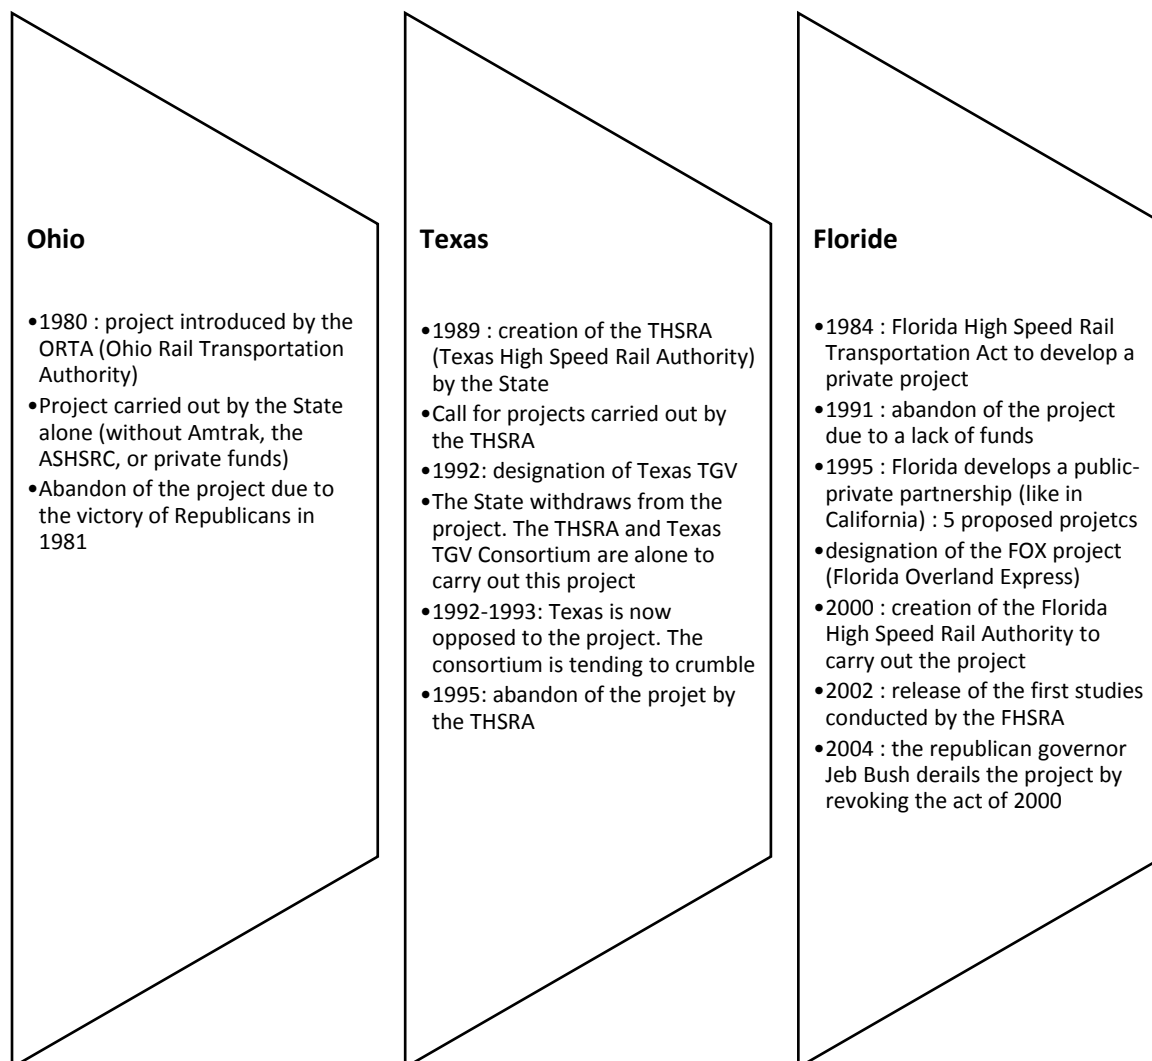 Ohio
•1980 : project introduced by the
ORTA (Ohio Rail Transportation
Authority)
•Project carried out by the State
alone (without Amtrak, the
ASHSRC, or private funds)
•Abandon of the project due to
the victory of Republicans in
1981
Texas
•1989 : creation of the THSRA
(Texas High Speed Rail Authority)
by the State
•Call for projects carried out by
the THSRA
•1992: designation of Texas TGV
•The State withdraws from the
project. The THSRA and Texas
TGV Consortium are alone to
carry out this project
•1992-1993: Texas is now
opposed to the project. The
consortium is tending to crumble
•1995: abandon of the projet by
the THSRA
Floride
•1984 : Florida High Speed Rail
Transportation Act to develop a
private project
•1991 : abandon of the project
due to a lack of funds
•1995 : Florida develops a public-
private partnership (like in
California) : 5 proposed projetcs
•designation of the FOX project
(Florida Overland Express)
•2000 : creation of the Florida
High Speed Rail Authority to
carry out the project
•2002 : release of the first studies
conducted by the FHSRA
•2004 : the republican governor
Jeb Bush derails the project by
revoking the act of 2000